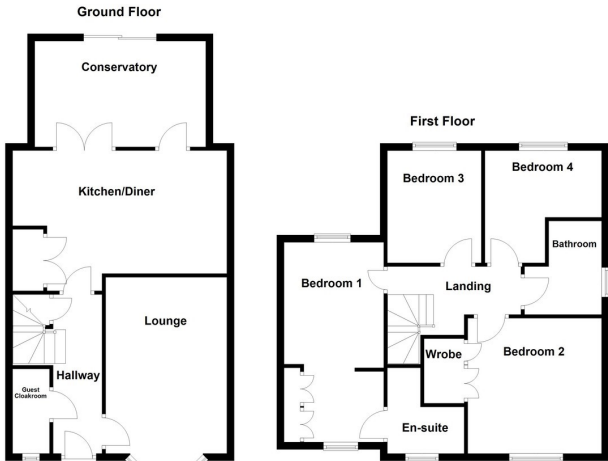 Ground Floor
Conservatory
Kitchen/Diner
Lounge
Hallway
Guest
Cloakroom
First Floor
Bedroom 3
Bedroom 4
Bathroom
Bedroom 1
Landing
Wrobe
Bedroom 2
En-suite